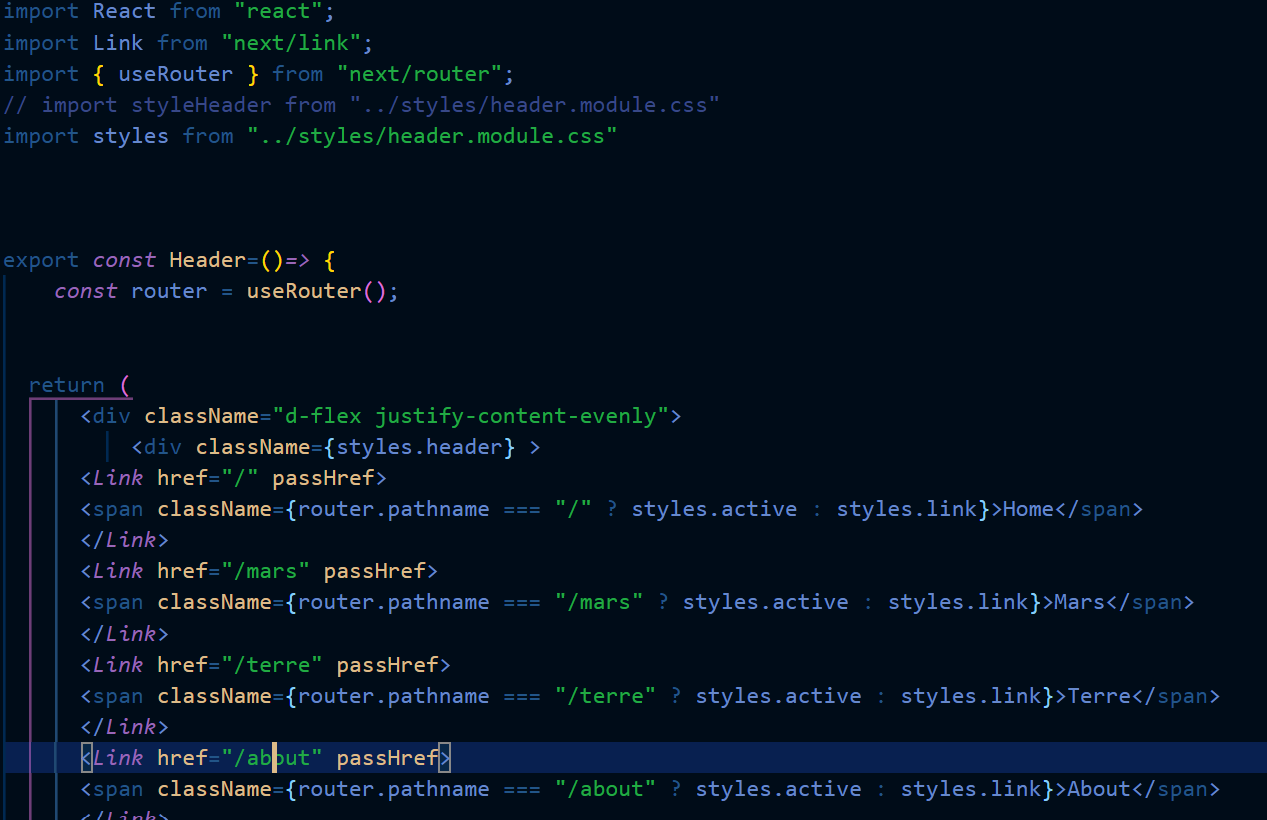 import React from "react";
import Link from "next/link";
import { useRouter } from "next/router";
// import styleHeader from "../styles/header.module.css"
import styles from "../styles/header.module.css"
export const Header=()=> {
const router = useRouter();
return (
<div className="d-flex justify-content-evenly">
<div className={styles.header} >
<Link href="/" passHref>
<span className={router.pathname === "/" ? styles.active : styles.link}>Home</span>
</Link>
<Link href="/mars" passHref>
<span className={router.pathname === "/mars" ? styles.active : styles.link}>Mars</span>
</Link>
<Link href="/terre" passHref>
<span className={router.pathname === "/terre" ? styles.active : styles.link}>Terre</span>
</Link>
<Link href="/about" passHref>
<span className={router.pathname === "/about" ? styles.active : styles.link}>About</span>
</Link>